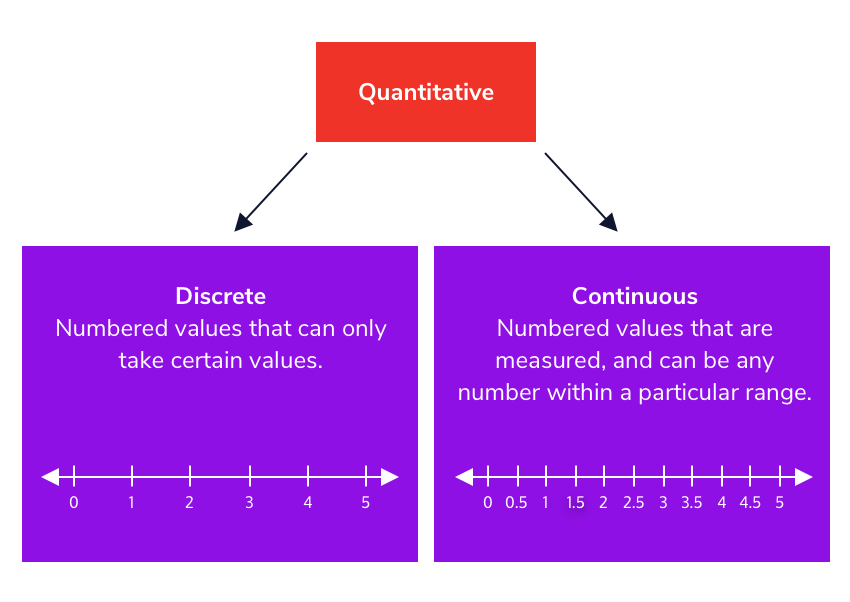 Quantitative
Discrete
Numbered values that can only
take certain values.
0 1 2 3 4 5
Continuous
Numbered values that are
measured, and can be any
number within a particular range.
0 0.5 1 1.5 2 2.5 3 3.5 4 4.5 5